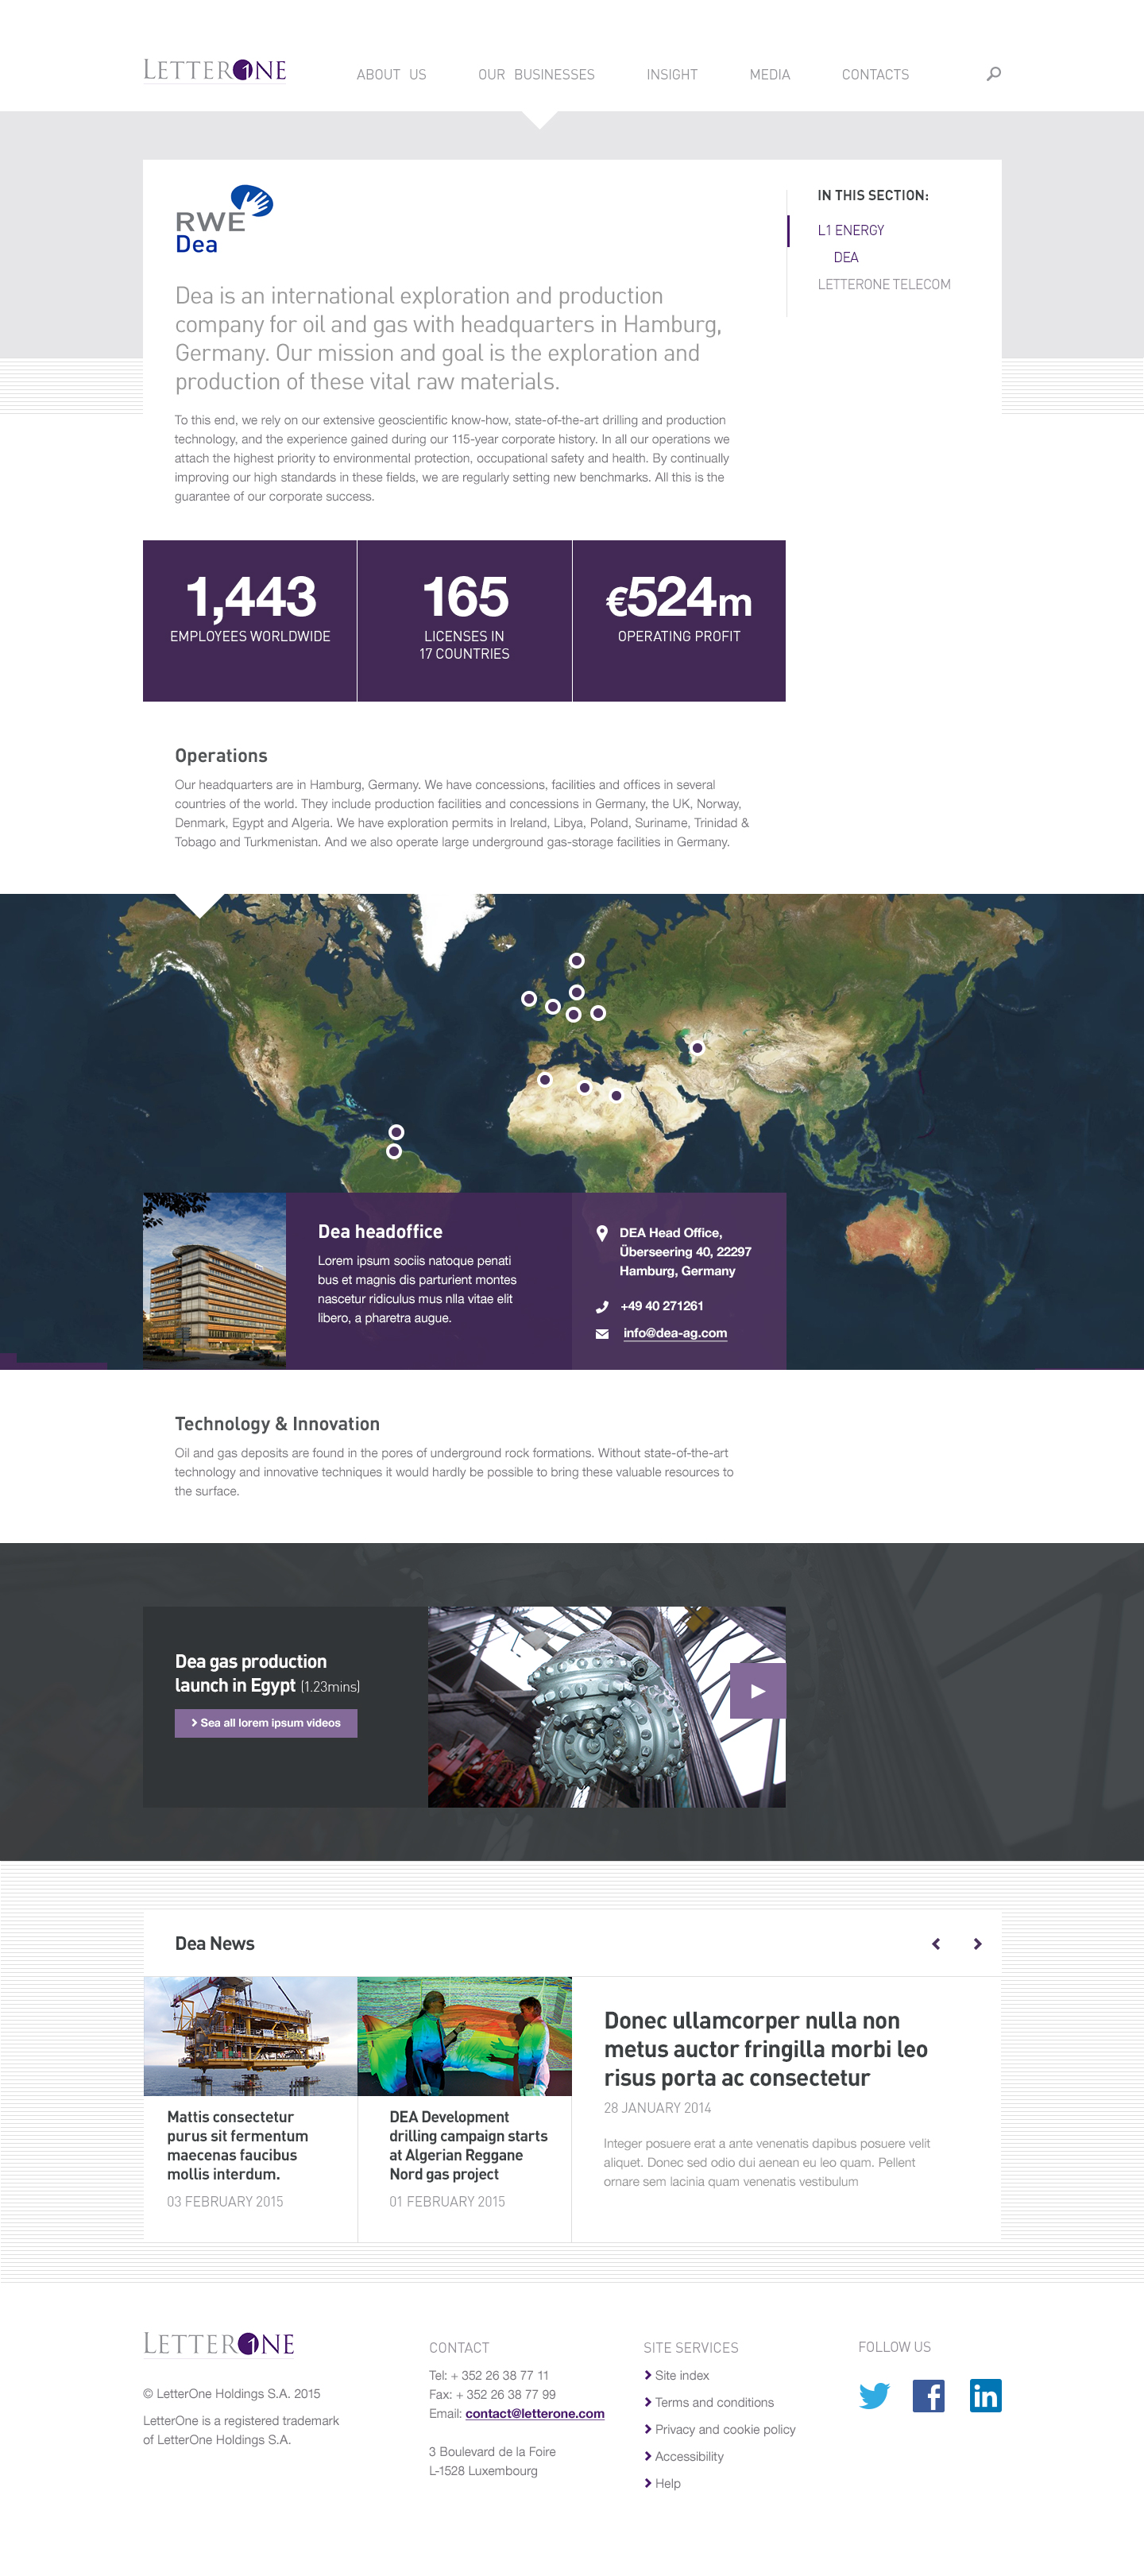 LETTERONE
ABOUT US
OUR BUSINESSES
INSIGHT
MEDIA
CONTACTS
RWE
Dea
IN THIS SECTION:
L1 ENERGY
DEA
LETTERONE TELECOM
Dea is an international exploration and production
company for oil and gas with headquarters in Hamburg,
Germany. Our mission and goal is the exploration and
production of these vital raw materials.
To this end, we rely on our extensive geoscientific know-how, state-of-the-art drilling and production
technology, and the experience gained during our 115-year corporate history. In all our operations we
attach the highest priority to environmental protection, occupational safety and health. By continually
improving our high standards in these fields, we are regularly setting new benchmarks. All this is the
guarantee of our corporate success.
1,443
EMPLOYEES WORLDWIDE
165
LICENSES IN
17 COUNTRIES
€524m
OPERATING PROFIT
Operations
Our headquarters are in Hamburg, Germany. We have concessions, facilities and offices in several
countries of the world. They include production facilities and concessions in Germany, the UK, Norway,
Denmark, Egypt and Algeria. We have exploration permits in Ireland, Libya, Poland, Suriname, Trinidad &
Tobago and Turkmenistan. And we also operate large underground gas-storage facilities in Germany.
Dea headoffice
Lorem ipsum sociis natoque penati
bus et magnis dis parturient montes
nascetur ridiculus mus nlla vitae elit
libero, a pharetra augue.
DEA Head Office,
Überseering 40, 22297
Hamburg, Germany
+49 40 271261
info@dea-ag.com
Technology & Innovation
Oil and gas deposits are found in the pores of underground rock formations. Without state-of-the-art
technology and innovative techniques it would hardly be possible to bring these valuable resources to
the surface.
Dea gas production
launch in Egypt (1.23mins)
Sea all lorem ipsum videos
Dea News
Mattis consectetur
purus sit fermentum
maecenas faucibus
mollis interdum.
03 FEBRUARY 2015
DEA Development
drilling campaign starts
at Algerian Reggane
Nord gas project
01 FEBRUARY 2015
Donec ullamcorper nulla non
metus auctor fringilla morbi leo
risus porta ac consectetur
28 JANUARY 2014
Integer posuere erat a ante venenatis dapibus posuere velit
aliquet. Donec sed odio dui aenean eu leo quam. Pellent
ornare sem lacinia quam venenatis vestibulum
LETTERONE
© LetterOne Holdings S.A. 2015
LetterOne is a registered trademark
of LetterOne Holdings S.A.
CONTACT
Tel: + 352 26 38 77 11
Fax: + 352 26 38 77 99
Email: contact@letterone.com
3 Boulevard de la Foire
L-1528 Luxembourg
SITE SERVICES
Site index
Terms and conditions
Privacy and cookie policy
Accessibility
Help
FOLLOW US
f
in